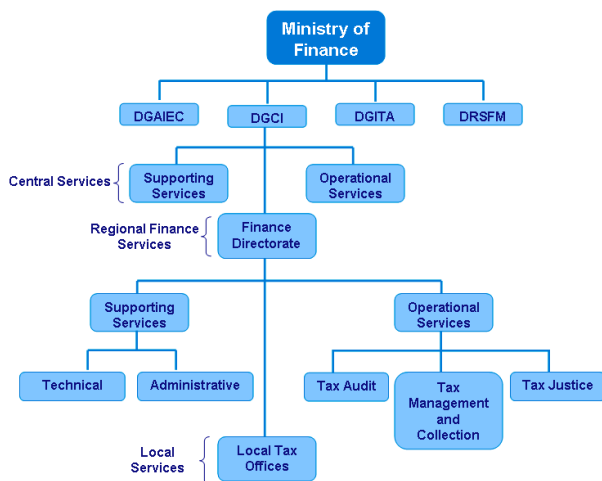 Ministry of
Finance
DGAIEC
DGCI
DGITA
DRSFM
Central Services
Supporting
Services
Operational
Services
Regional Finance
Services
Finance
Directorate
Supporting
Services
Operational
Services
Technical
Administrative
Tax Audit
Tax
Management
and
Collection
Tax Justice
Local
Services
Local Tax
Offices